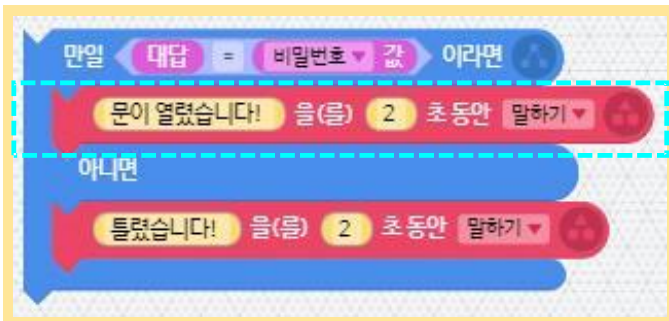 만일 대답 = 비밀번호 값 이라면
문이 열렸습니다! 을(를) 2 초 동안 말하기
아니면
틀렸습니다! 을(를) 2 초 동안 말하기